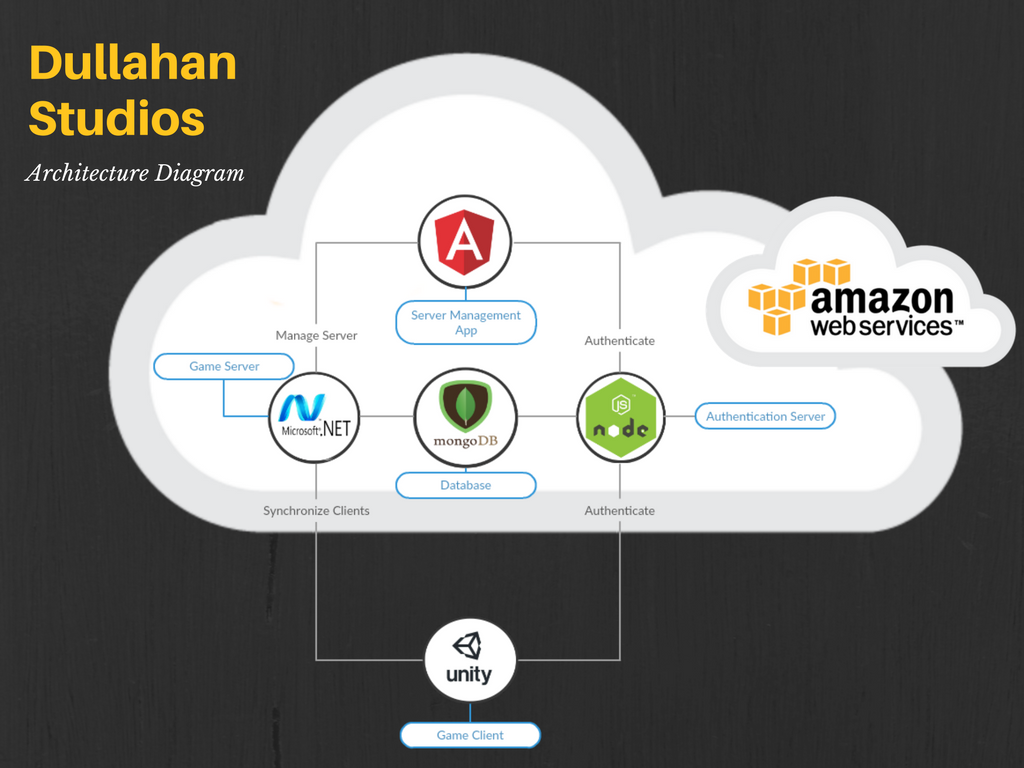 Dullahan
Studios
Architecture Diagram
A
Server Management
App
amazon
web services™
Manage Server
Authenticate
Game Server
Microsoft®.NET
mongoDB
JS
node
Authentication Server
Database
Synchronize Clients
Authenticate
unity
Game Client